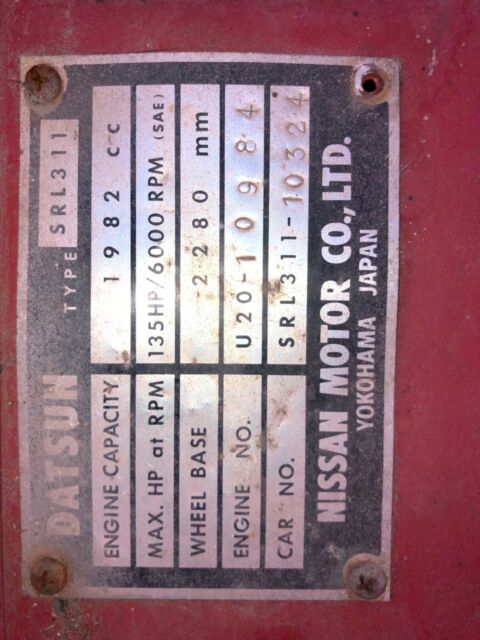 DATSUN TYPE SRL311
ENGINE CAPACITY 1982 CC
MAX. HP at RPM 135HP/6000 RPM (SAE)
WHEEL BASE 2280 mm
ENGINE NO. U20-10984
CAR NO. SRL311-10324
NISSAN MOTOR CO., LTD.
YOKOHAMA JAPAN